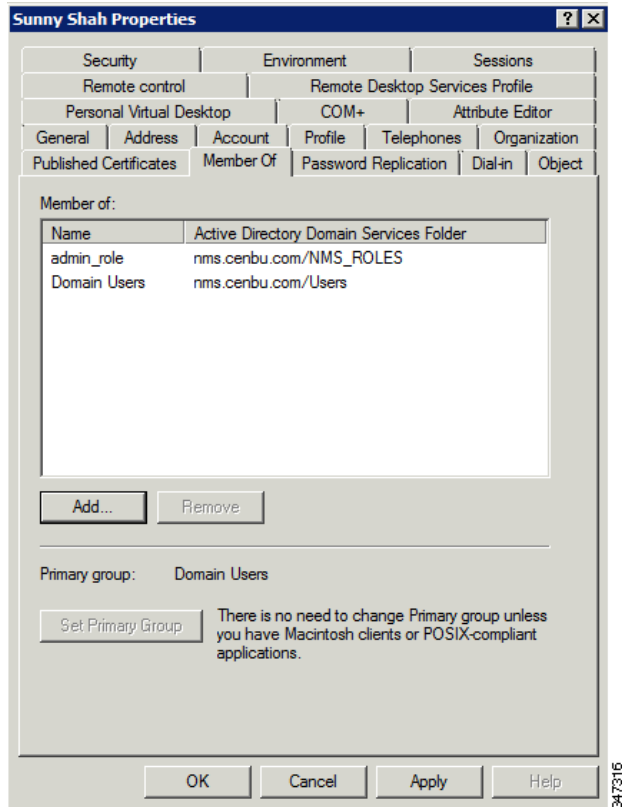 Sunny Shah Properties
Security Environment Sessions
Remote control Remote Desktop Services Profile
Personal Virtual Desktop COM+ Attribute Editor
General Address Account Profile Telephones Organization
Published Certificates Member Of Password Replication Dial-in Object
Member of:
Name Active Directory Domain Services Folder
admin_role nms.cenbu.com/NMS_ROLES
Domain Users nms.cenbu.com/Users
Add... Remove
Primary group: Domain Users
Set Primary Group
There is no need to change Primary group unless
you have Macintosh clients or POSIX-compliant
applications.
OK Cancel Apply Help
347316